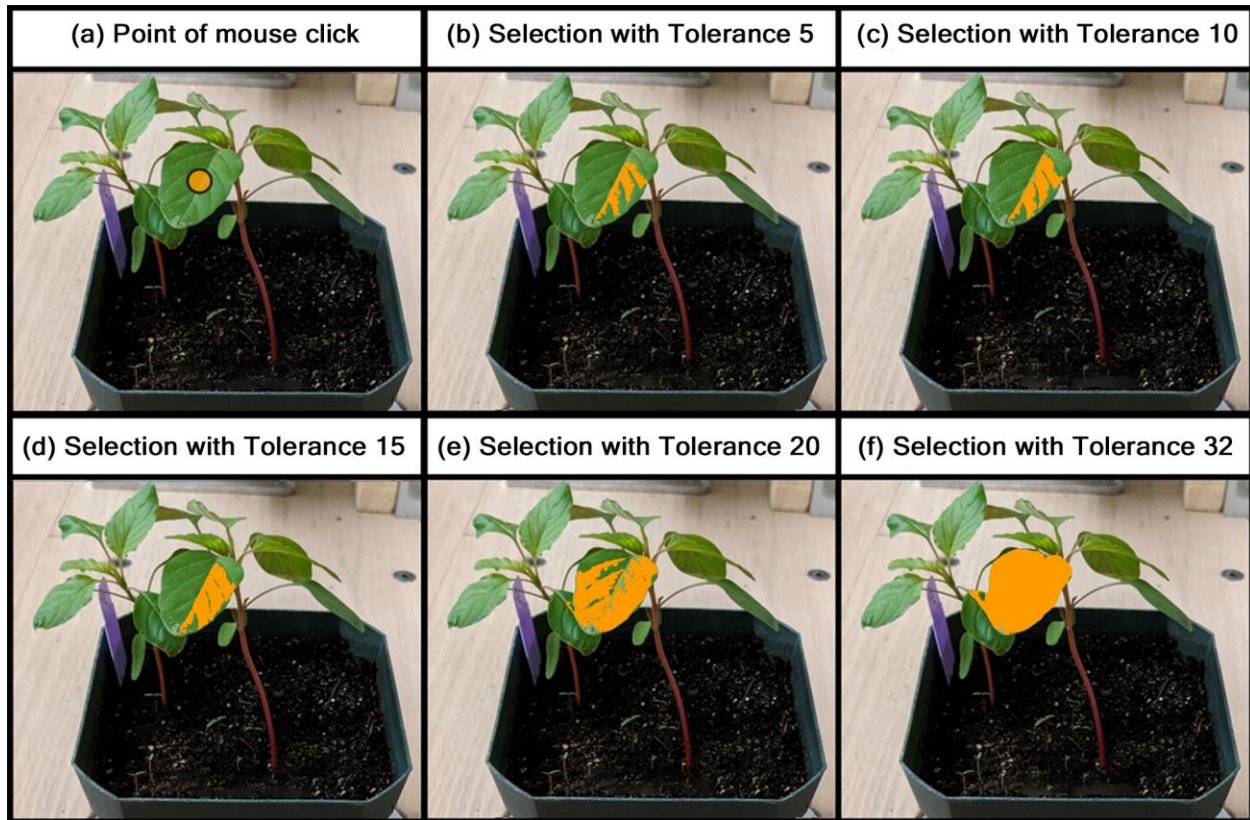 (a) Point of mouse click
(b) Selection with Tolerance 5
(c) Selection with Tolerance 10
(d) Selection with Tolerance 15
(e) Selection with Tolerance 20
(f) Selection with Tolerance 32